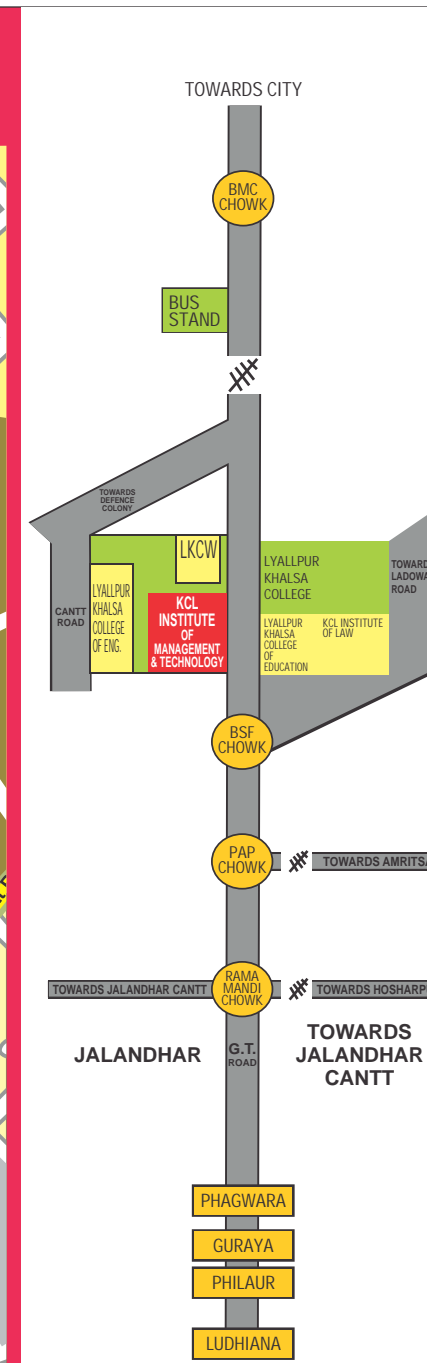 TOWARDS CITY
BMC
CHOWK
BUS
STAND
TOWARDS
DEFENCE
COLONY
CANTT
ROAD
LYALLPUR
KHALSA
COLLEGE
OF ENG.
LKCW
KCL
INSTITUTE
OF
MANAGEMENT
& TECHNOLOGY
LYALLPUR
KHALSA
COLLEGE
LYALLPUR
KHALSA
COLLEGE
OF
EDUCATION
KCL INSTITUTE
OF LAW
ROAD
BSF
CHOWK
PAP
CHOWK
TOWARDS
TOWARDS JALANDHAR CANTT
RAMA
MANDI
CHOWK
TOWARDS
JALANDHAR
G.T.
ROAD
TOWARDS
JALANDHAR
CANTT
PHAGWARA
GURAYA
PHILAUR
LUDHIANA